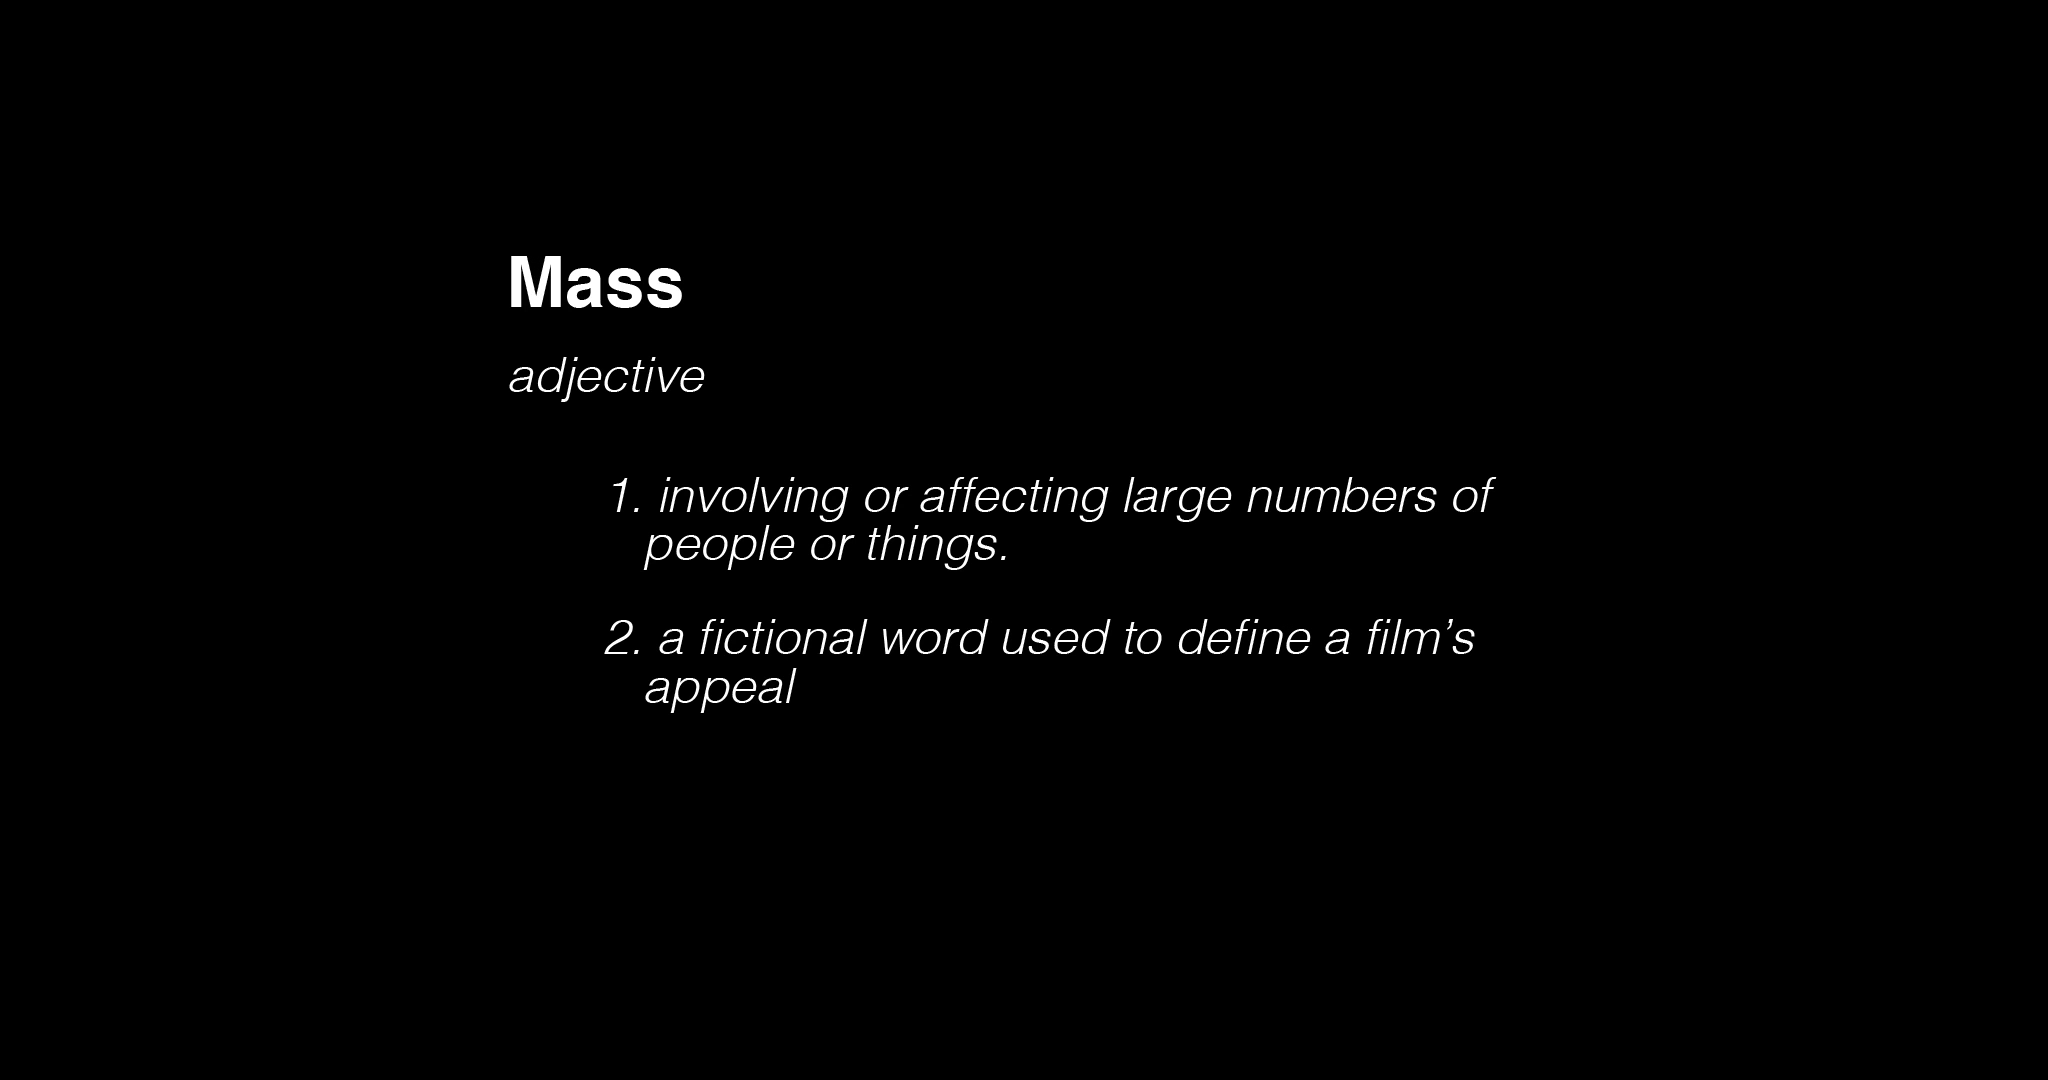 Mass
adjective
1. involving or affecting large numbers of
people or things.
2. a fictional word used to define a film’s
appeal